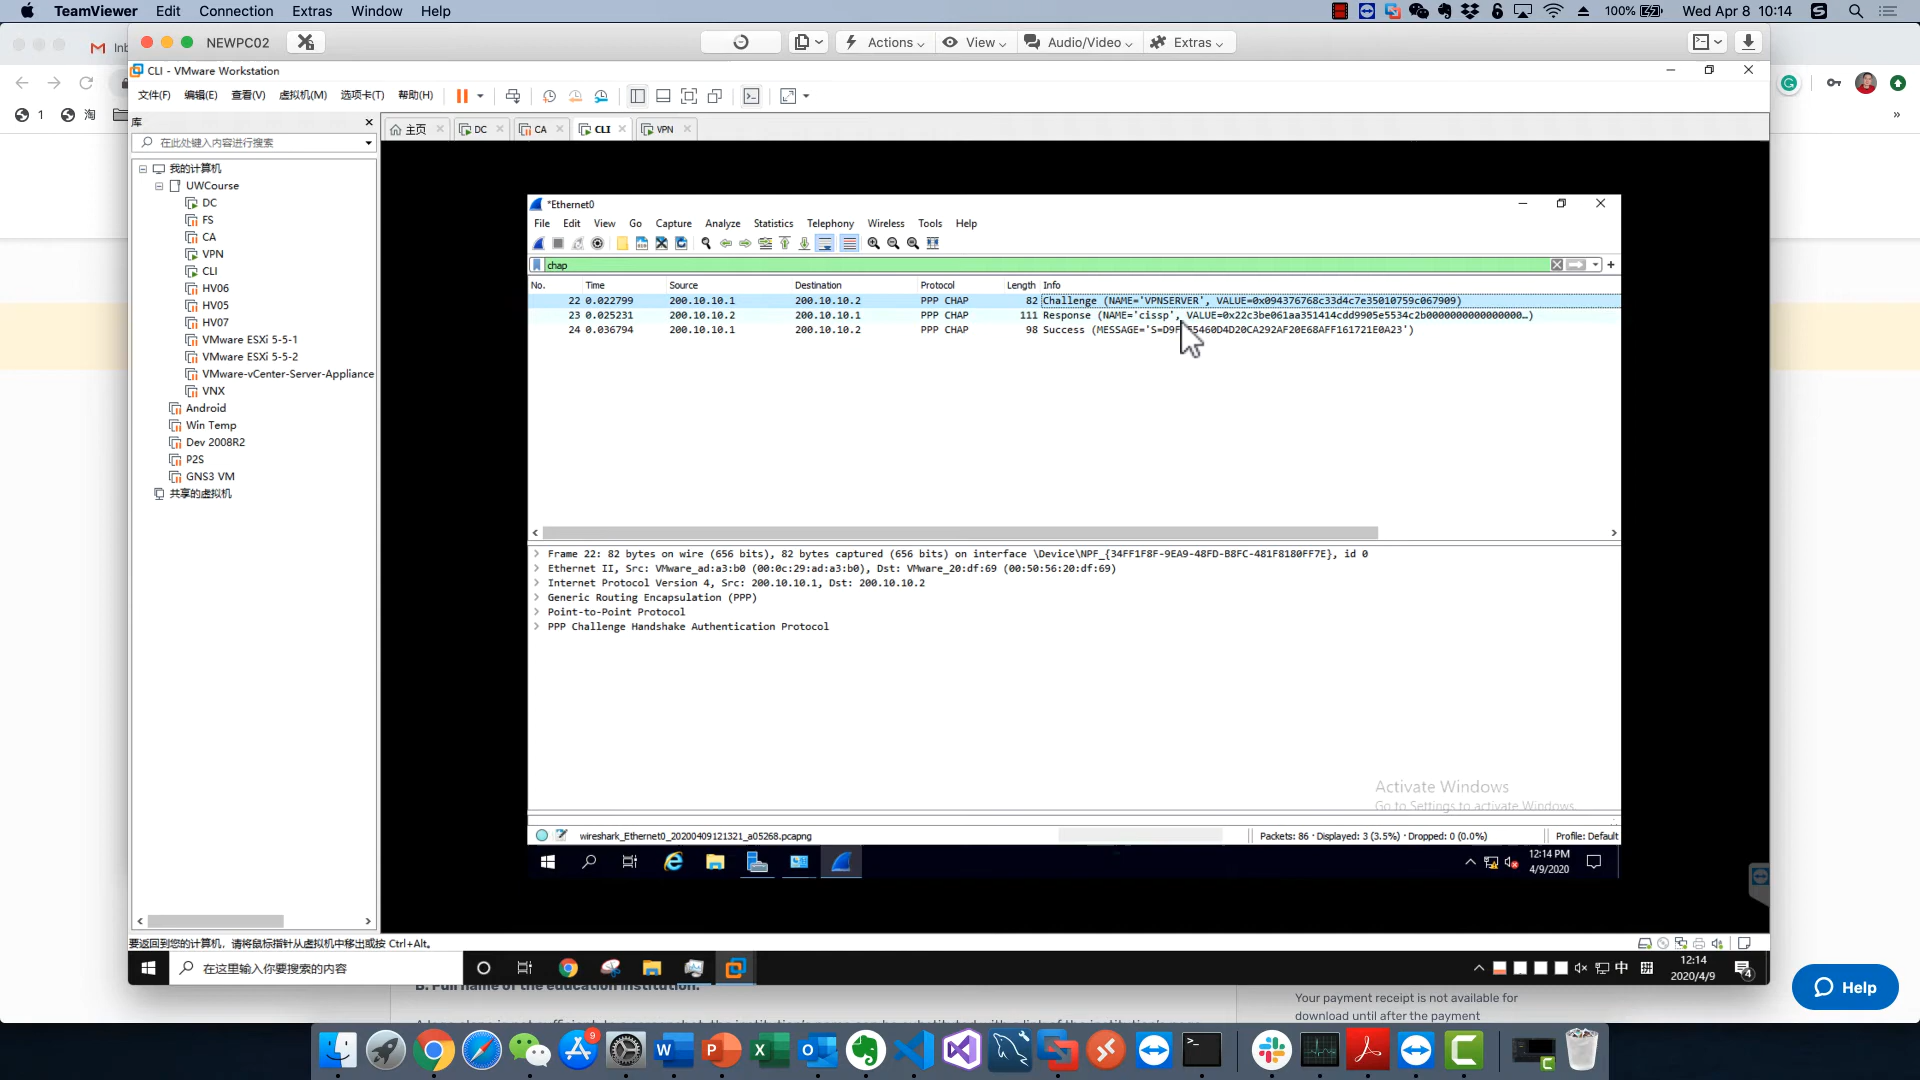 TeamViewer Edit Connection Extras Window Help
100% Wed Apr 8 10:14
NEWPC02
Actions View Audio/Video Extras
CLI - VMware Workstation
文件(F) 编辑(E) 查看(V) 虚拟机(M) 选项卡(T) 帮助(H)
1 淘
库
主页 DC CA CLI VPN
在此处键入内容进行搜索
我的计算机
UWCourse
DC
FS
CA
VPN
CLI
HV06
HV05
HV07
VMware ESXi 5-5-1
VMware ESXi 5-5-2
VMware-vCenter-Server-Appliance
VNX
Android
Win Temp
Dev 2008R2
P2S
GNS3 VM
共享的虚拟机
*Ethernet0
File Edit View Go Capture Analyze Statistics Telephony Wireless Tools Help
chap
No. Time Source Destination Protocol Length Info
22 0.022799 200.10.10.1 200.10.10.2 PPP CHAP 82 Challenge (NAME='VPNSERVER', VALUE=0x094376768c33d4c7e35010759c067909)
23 0.025231 200.10.10.2 200.10.10.1 PPP CHAP 111 Response (NAME='cissp', VALUE=0x22c3be061aa351414cdd9905e5534c2b0000000000000000…)
24 0.036794 200.10.10.1 200.10.10.2 PPP CHAP 98 Success
Frame 22: 82 bytes on wire (656 bits), 82 bytes captured (656 bits) on interface \Device\NPF_{34FF1F8F-9EA9-48FD-B8FC-481F8180FF7E}, id 0
Ethernet II, Src: VMware_ad:a3:b0 (00:0c:29:ad:a3:b0), Dst: VMware_20:df:69 (00:50:56:20:df:69)
Internet Protocol Version 4, Src: 200.10.10.1, Dst: 200.10.10.2
Generic Routing Encapsulation (PPP)
Point-to-Point Protocol
PPP Challenge Handshake Authentication Protocol
Activate Windows
Go to Settings to activate Windows.
wireshark_Ethernet0_20200409121321_a05268.pcapng Packets: 86 · Displayed: 3 (3.5%) · Dropped: 0 (0.0%) Profile: Default
12:14 PM
4/9/2020
要返回到您的计算机，请将鼠标指针从虚拟机中移出或按 Ctrl+Alt。
在这里输入你要搜索的内容
中
12:14
2020/4/9
4
B. Full name of the education institution.
Your payment receipt is not available for
download until after the payment
Help
9